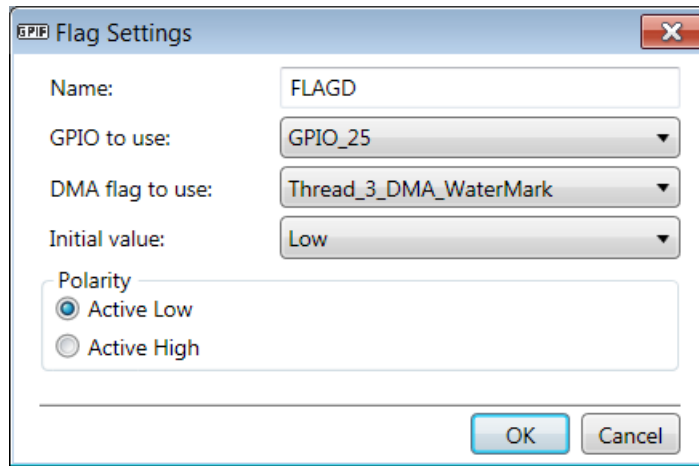 GPIF Flag Settings
Name: FLAGD
GPIO to use: GPIO_25
DMA flag to use: Thread_3_DMA_WaterMark
Initial value: Low
Polarity
Active Low
Active High
OK Cancel